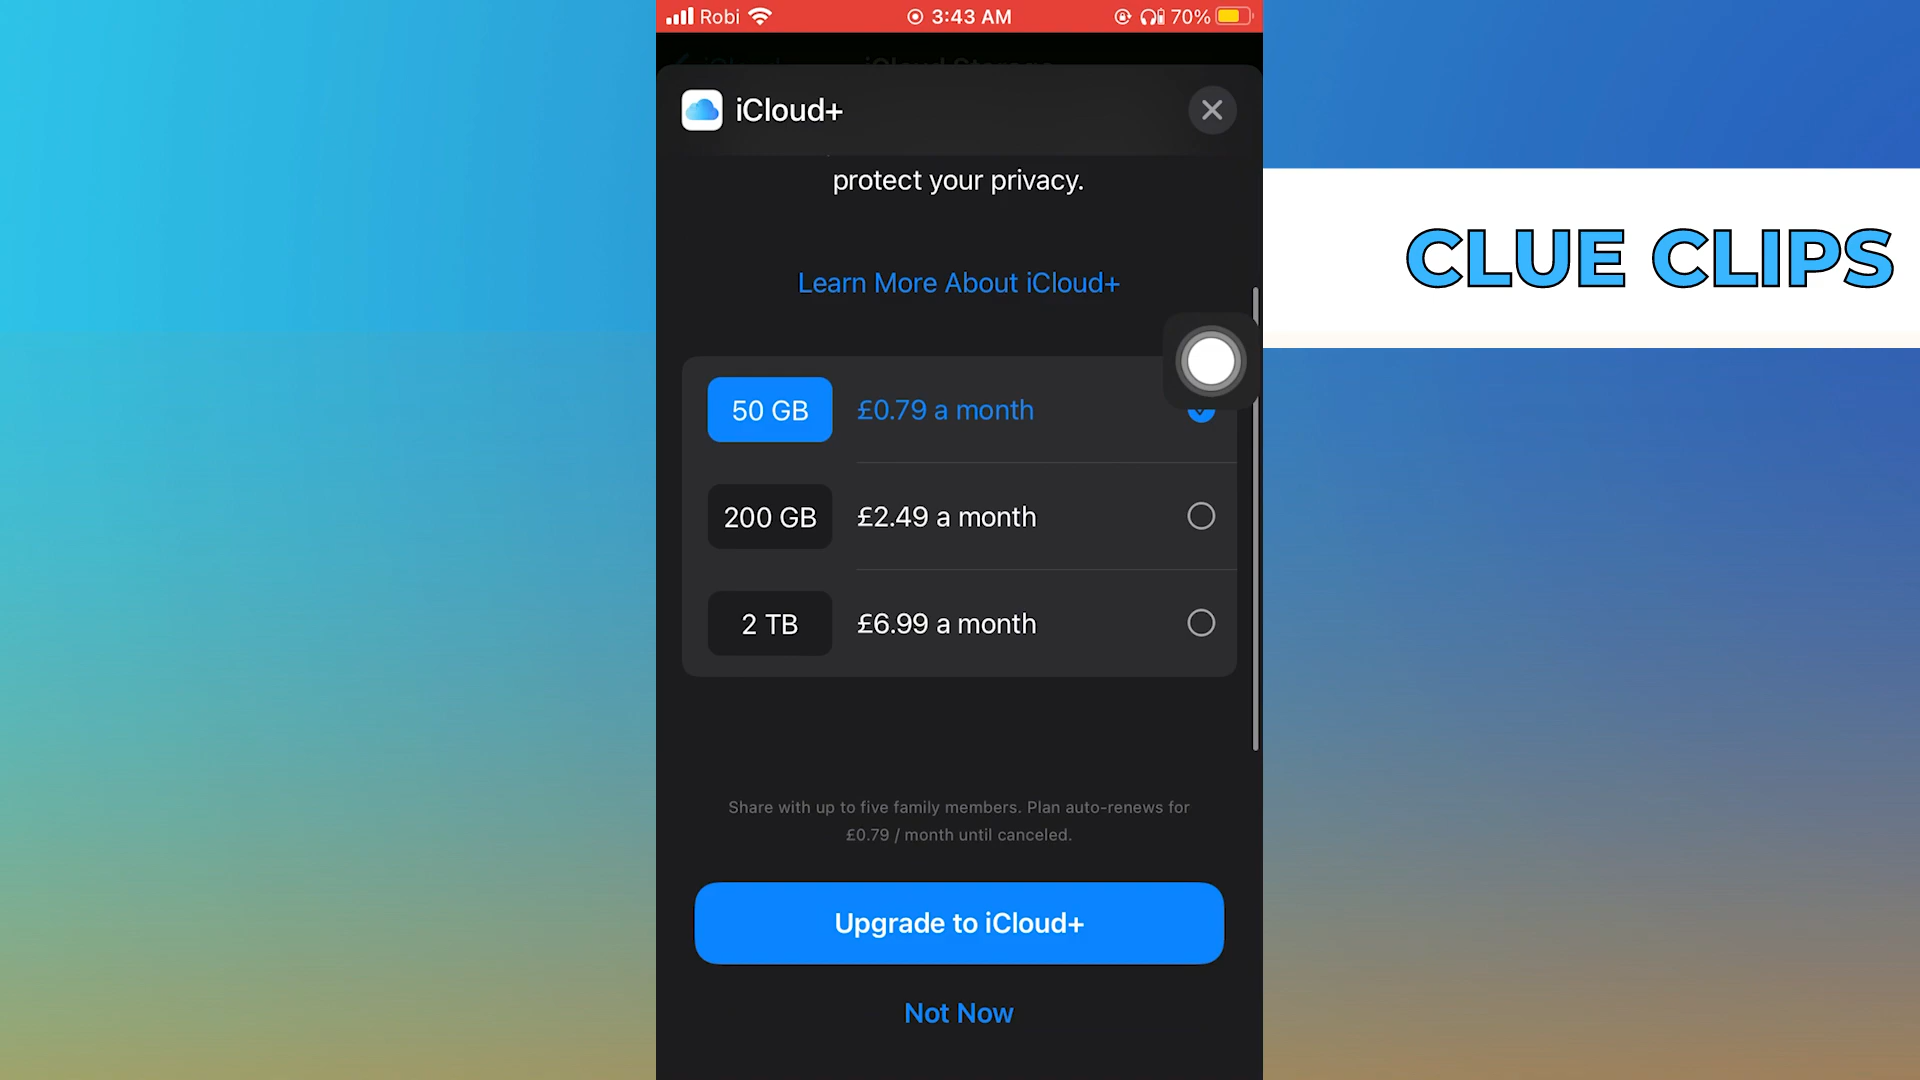 Robi 3:43 AM 70%
iCloud Storage
iCloud+
protect your privacy.
Learn More About iCloud+
50 GB £0.79 a month
200 GB £2.49 a month
2 TB £6.99 a month
Share with up to five family members. Plan auto-renews for
£0.79 / month until canceled.
Upgrade to iCloud+
Not Now
CLUE CLIPS